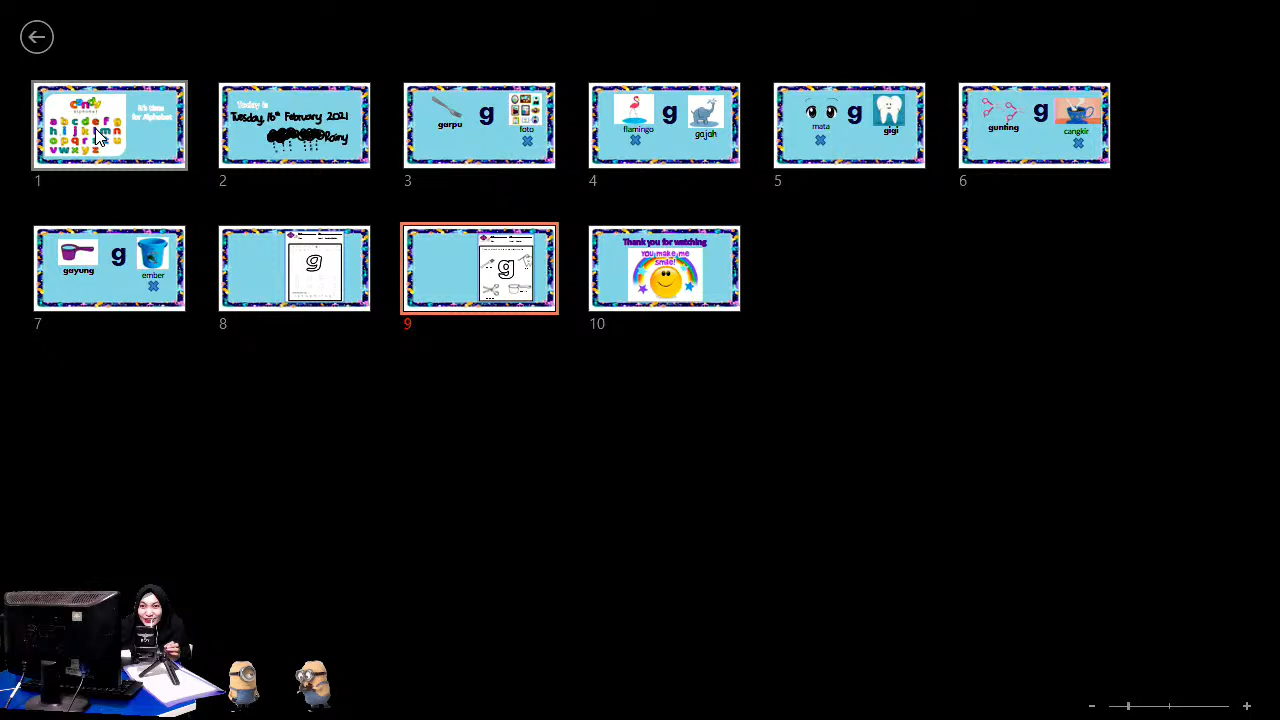 candy
alphabet
a b c d e f g
h i j k l m n
o p q r s t u
v w x y z
It's time
for Alphabet
1
Today is
Tuesday, 16th February 2021
Rainy
2
g
garpu
foto
3
g
flamingo
gajah
4
g
mata
gigi
5
g
gunting
cangkir
6
g
gayung
ember
7
g
8
g
9
Thank you for watching
YOU MAKE ME
SMILE!
10